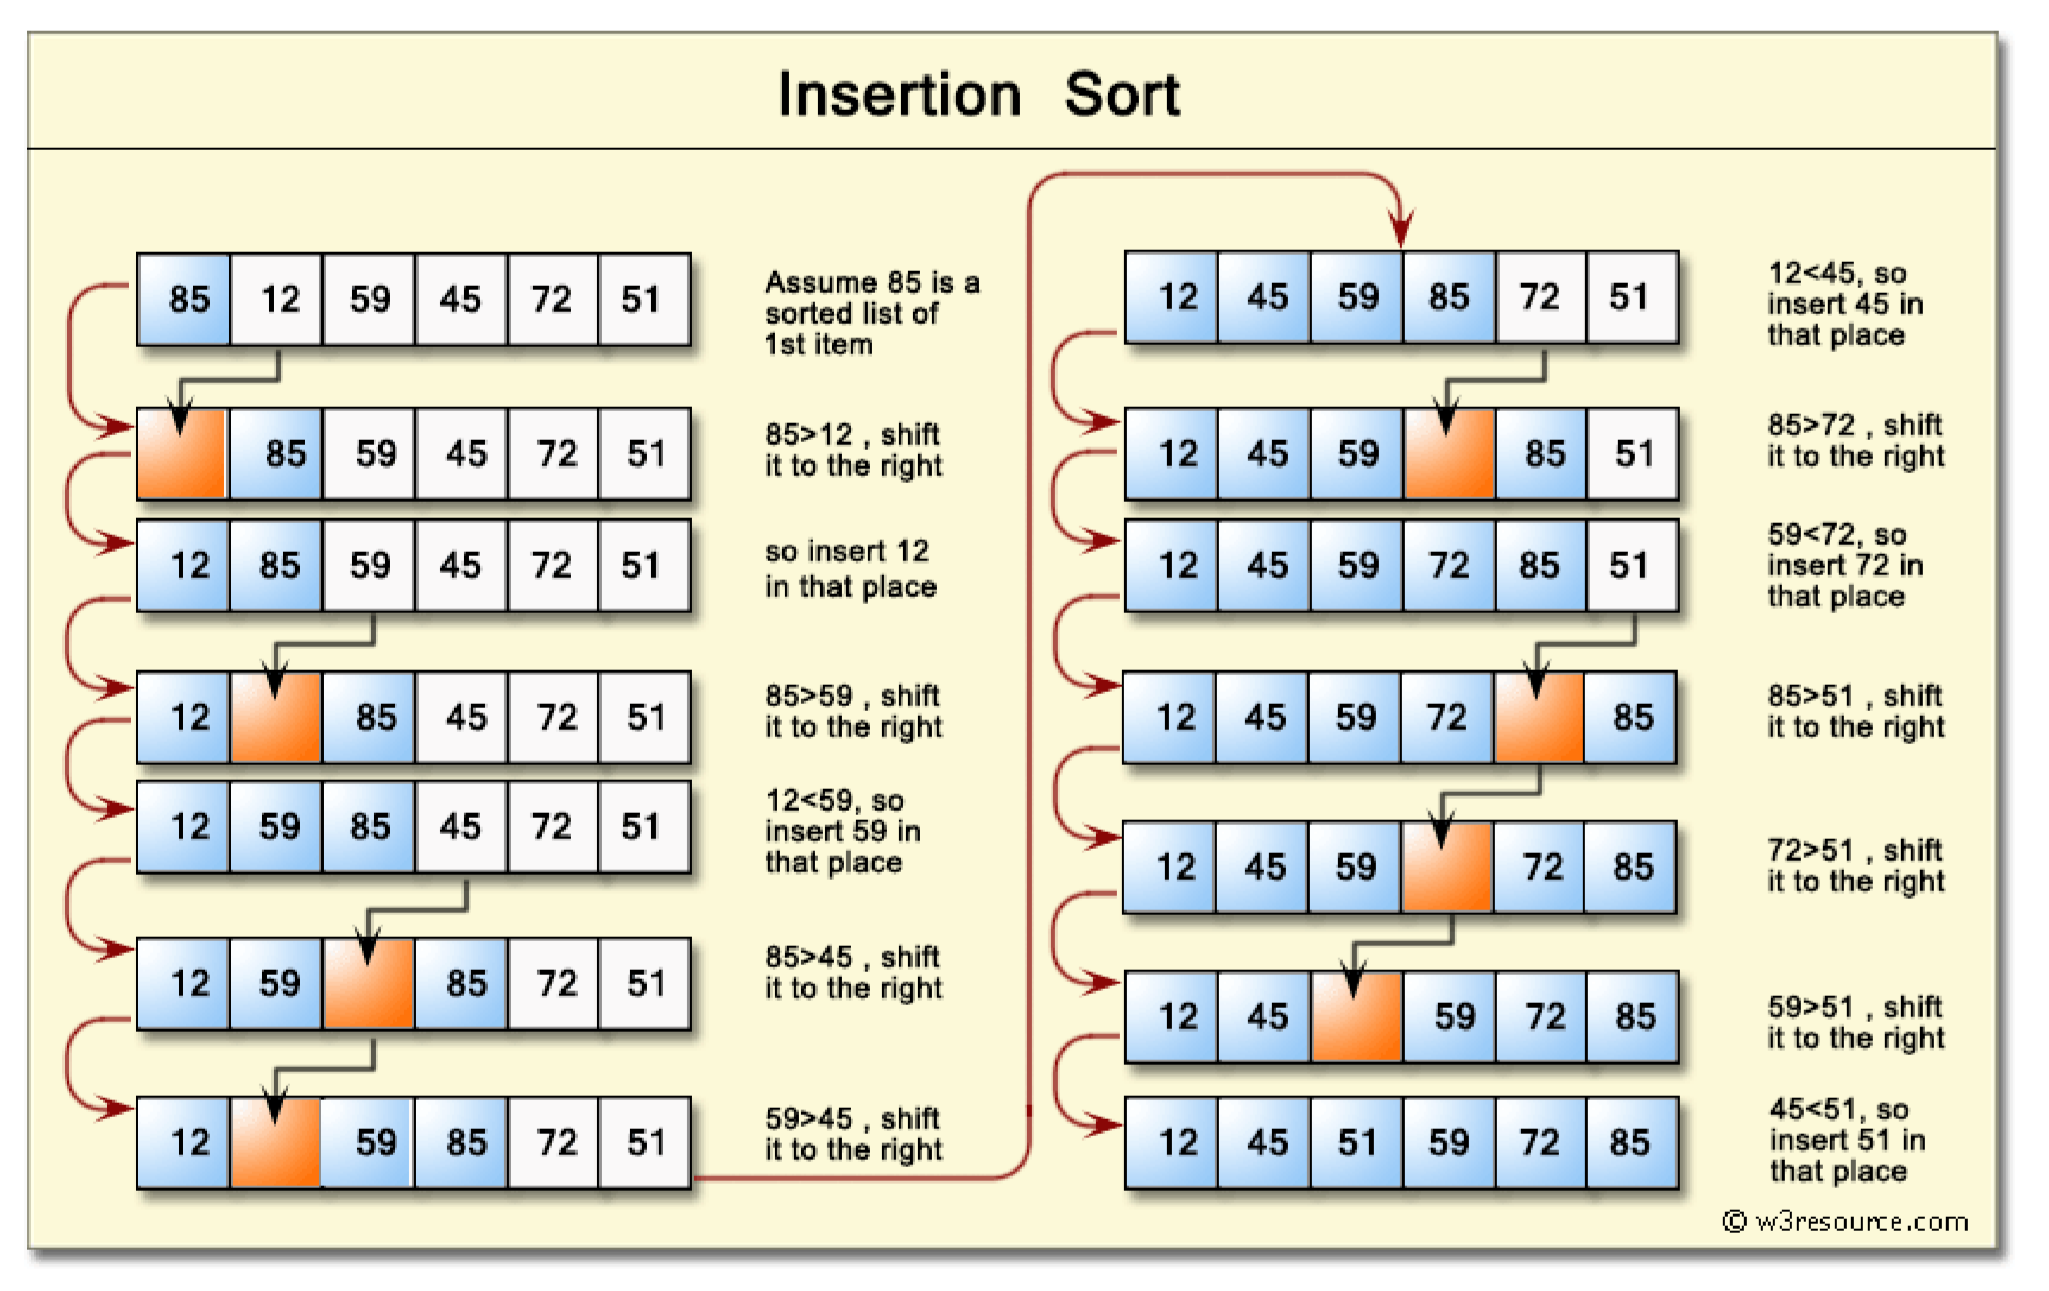 Insertion Sort
85 12 59 45 72 51
Assume 85 is a
sorted list of
1st item
85 59 45 72 51
85>12 , shift
it to the right
12 85 59 45 72 51
so insert 12
in that place
12 85 45 72 51
85>59 , shift
it to the right
12 59 85 45 72 51
12<59, so
insert 59 in
that place
12 59 85 72 51
85>45 , shift
it to the right
12 59 85 72 51
59>45 , shift
it to the right
12 45 59 85 72 51
12<45, so
insert 45 in
that place
12 45 59 85 51
85>72 , shift
it to the right
12 45 59 72 85 51
59<72, so
insert 72 in
that place
12 45 59 72 85
85>51 , shift
it to the right
12 45 59 72 85
72>51 , shift
it to the right
12 45 59 72 85
59>51 , shift
it to the right
12 45 51 59 72 85
45<51, so
insert 51 in
that place
© w3resource.com